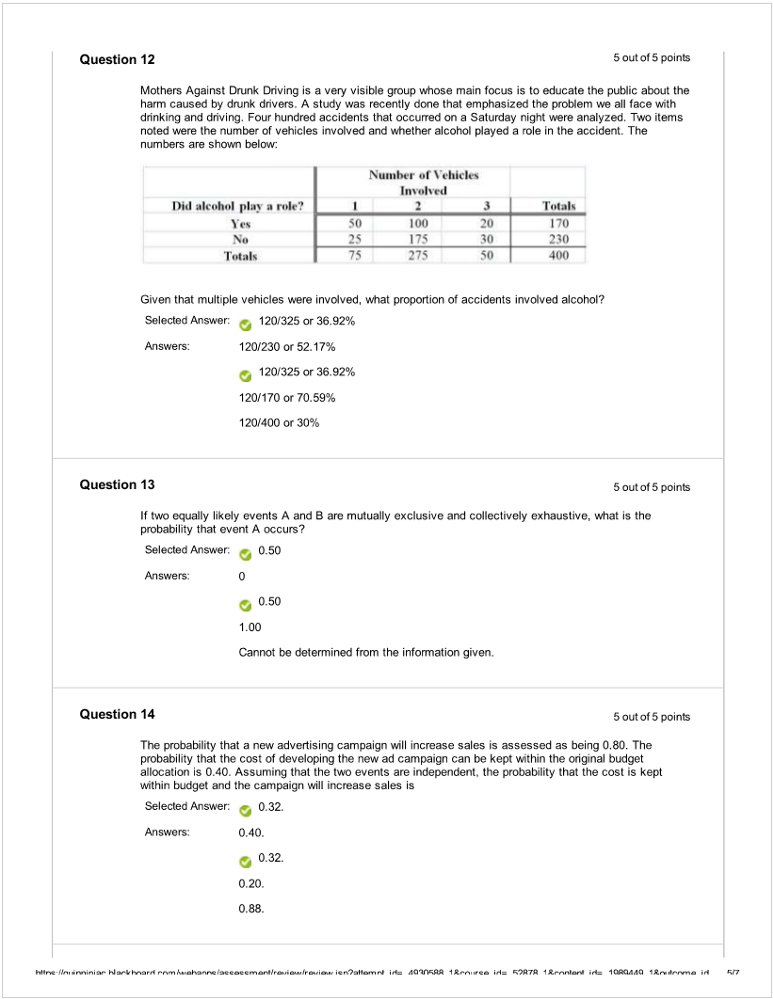 Question 12
5 out of 5 points
Mothers Against Drunk Driving is a very visible group whose main focus is to educate the public about the
harm caused by drunk drivers. A study was recently done that emphasized the problem we all face with
drinking and driving. Four hundred accidents that occurred on a Saturday night were analyzed. Two items
noted were the number of vehicles involved and whether alcohol played a role in the accident. The
numbers are shown below:
Number of Vehicles
Involved
Did alcohol play a role? 1 2 3 Totals
Yes 50 100 20 170
No 25 175 30 230
Totals 75 275 50 400
Given that multiple vehicles were involved, what proportion of accidents involved alcohol?
Selected Answer: 120/325 or 36.92%
Answers: 120/230 or 52.17%
120/325 or 36.92%
120/170 or 70.59%
120/400 or 30%
Question 13
5 out of 5 points
If two equally likely events A and B are mutually exclusive and collectively exhaustive, what is the
probability that event A occurs?
Selected Answer: 0.50
Answers: 0
0.50
1.00
Cannot be determined from the information given.
Question 14
5 out of 5 points
The probability that a new advertising campaign will increase sales is assessed as being 0.80. The
probability that the cost of developing the new ad campaign can be kept within the original budget
allocation is 0.40. Assuming that the two events are independent, the probability that the cost is kept
within budget and the campaign will increase sales is
Selected Answer: 0.32.
Answers: 0.40.
0.32.
0.20.
0.88.
https://quinnipiac.blackboard.com/webapps/assessment/review/review.jsp?attempt_id=_4930588_1&course_id=_52878_1&content_id=_1989449_1&outcome_id… 5/7